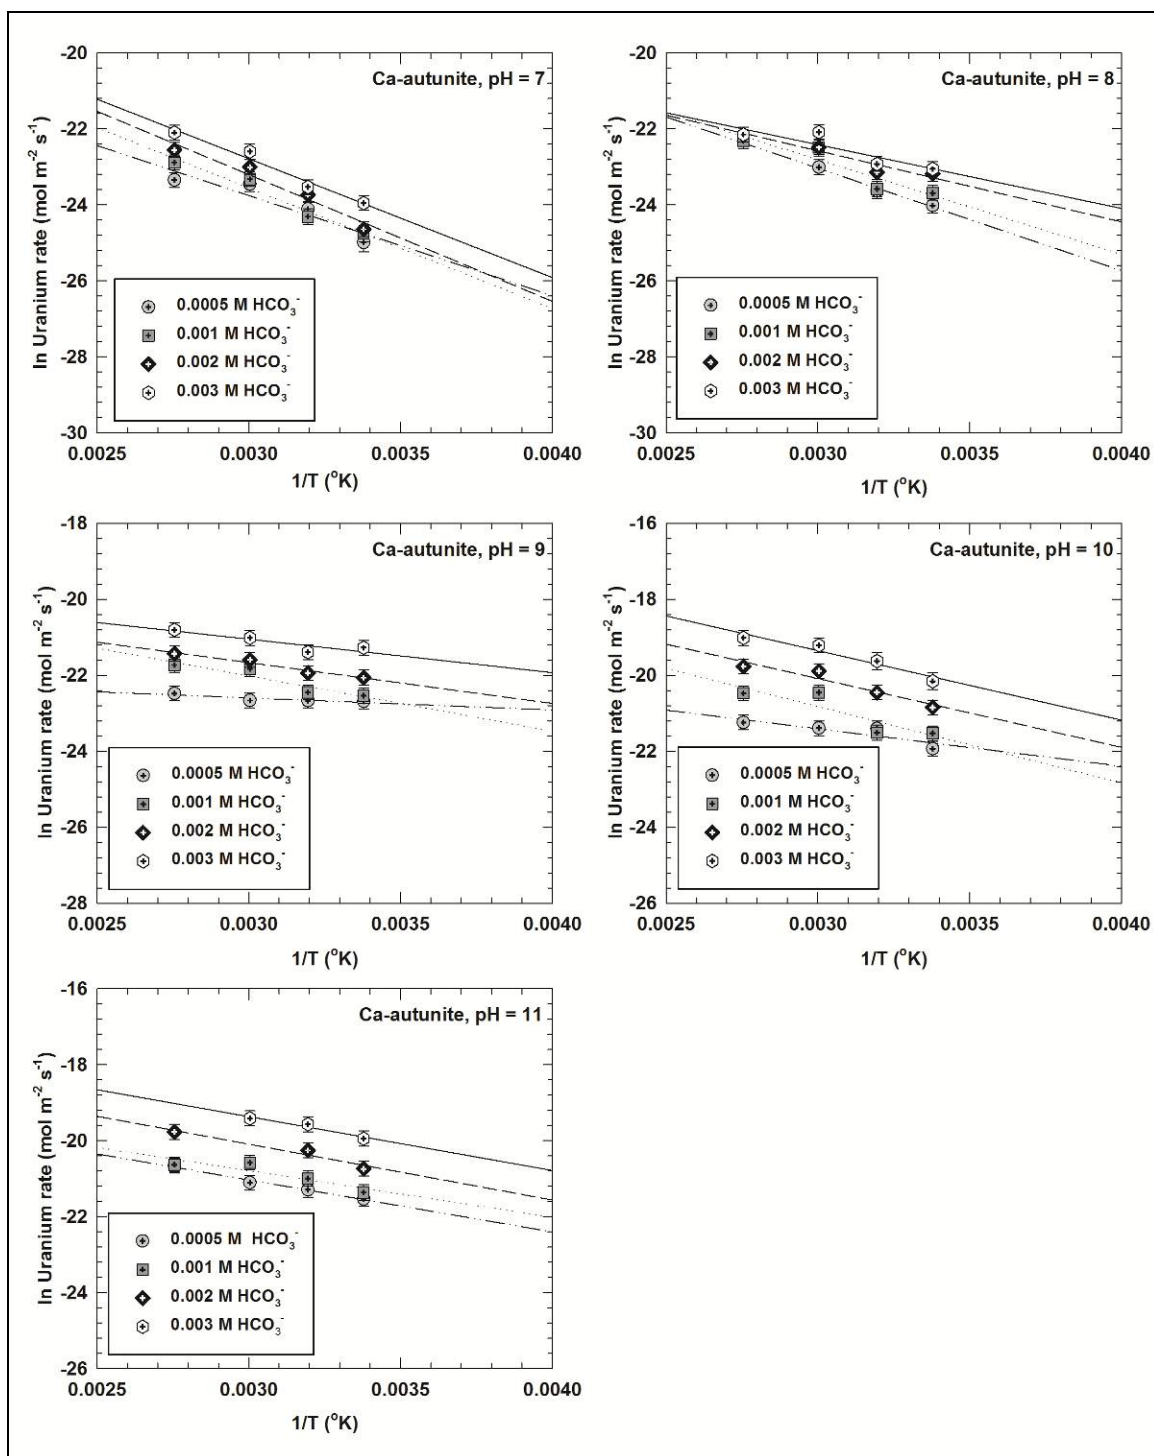 Ca-autunite, pH = 7
ln Uranium rate (mol m⁻² s⁻¹)
-20
-22
-24
-26
-28
-30
0.0005 M HCO₃⁻
0.001 M HCO₃⁻
0.002 M HCO₃⁻
0.003 M HCO₃⁻
0.0025 0.0030 0.0035 0.0040
1/T (°K)
Ca-autunite, pH = 8
ln Uranium rate (mol m⁻² s⁻¹)
-20
-22
-24
-26
-28
-30
0.0005 M HCO₃⁻
0.001 M HCO₃⁻
0.002 M HCO₃⁻
0.003 M HCO₃⁻
0.0025 0.0030 0.0035 0.0040
1/T (°K)
Ca-autunite, pH = 9
ln Uranium rate (mol m⁻² s⁻¹)
-18
-20
-22
-24
-26
-28
0.0005 M HCO₃⁻
0.001 M HCO₃⁻
0.002 M HCO₃⁻
0.003 M HCO₃⁻
0.0025 0.0030 0.0035 0.0040
1/T (°K)
Ca-autunite, pH = 10
ln Uranium rate (mol m⁻² s⁻¹)
-16
-18
-20
-22
-24
-26
0.0005 M HCO₃⁻
0.001 M HCO₃⁻
0.002 M HCO₃⁻
0.003 M HCO₃⁻
0.0025 0.0030 0.0035 0.0040
1/T (°K)
Ca-autunite, pH = 11
ln Uranium rate (mol m⁻² s⁻¹)
-16
-18
-20
-22
-24
-26
0.0005 M HCO₃⁻
0.001 M HCO₃⁻
0.002 M HCO₃⁻
0.003 M HCO₃⁻
0.0025 0.0030 0.0035 0.0040
1/T (°K)